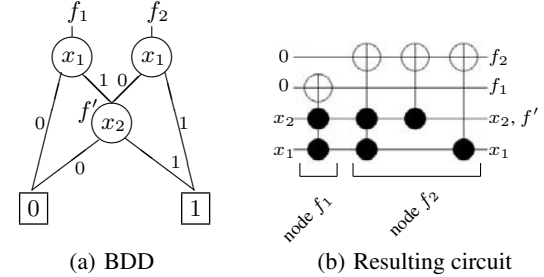 f₁ f₂
x₁ x₁
1 0
f′ x₂
0 1
0 1
0 1
(a) BDD
0 f₂
0 f₁
x₂ x₂, f′
x₁ x₁
node f₁ node f₂
(b) Resulting circuit